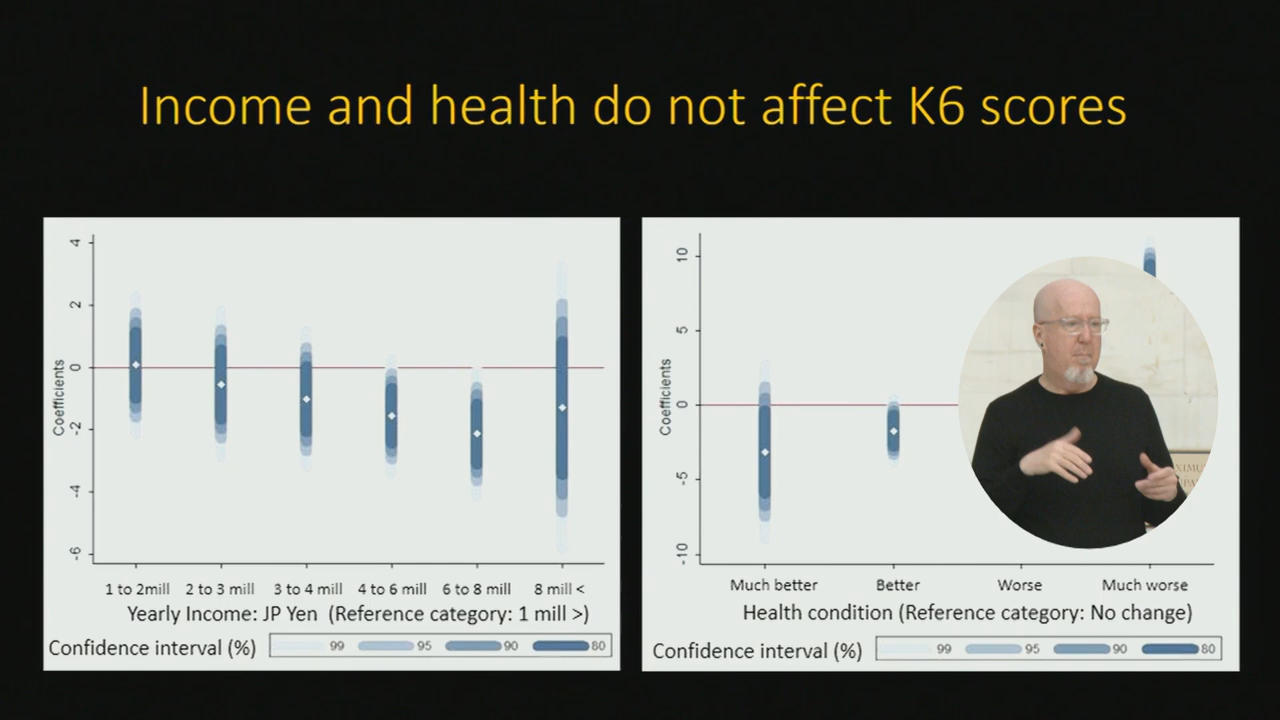 Income and health do not affect K6 scores
4
2
0
-2
-4
-6
Coefficients
1 to 2mill 2 to 3 mill 3 to 4 mill 4 to 6 mill 6 to 8 mill 8 mill <
Yearly Income: JP Yen (Reference category: 1 mill >)
Confidence interval (%) 99 95 90 80
10
5
0
-5
-10
Coefficients
Much better Better Worse Much worse
Health condition (Reference category: No change)
Confidence interval (%) 99 95 90 80